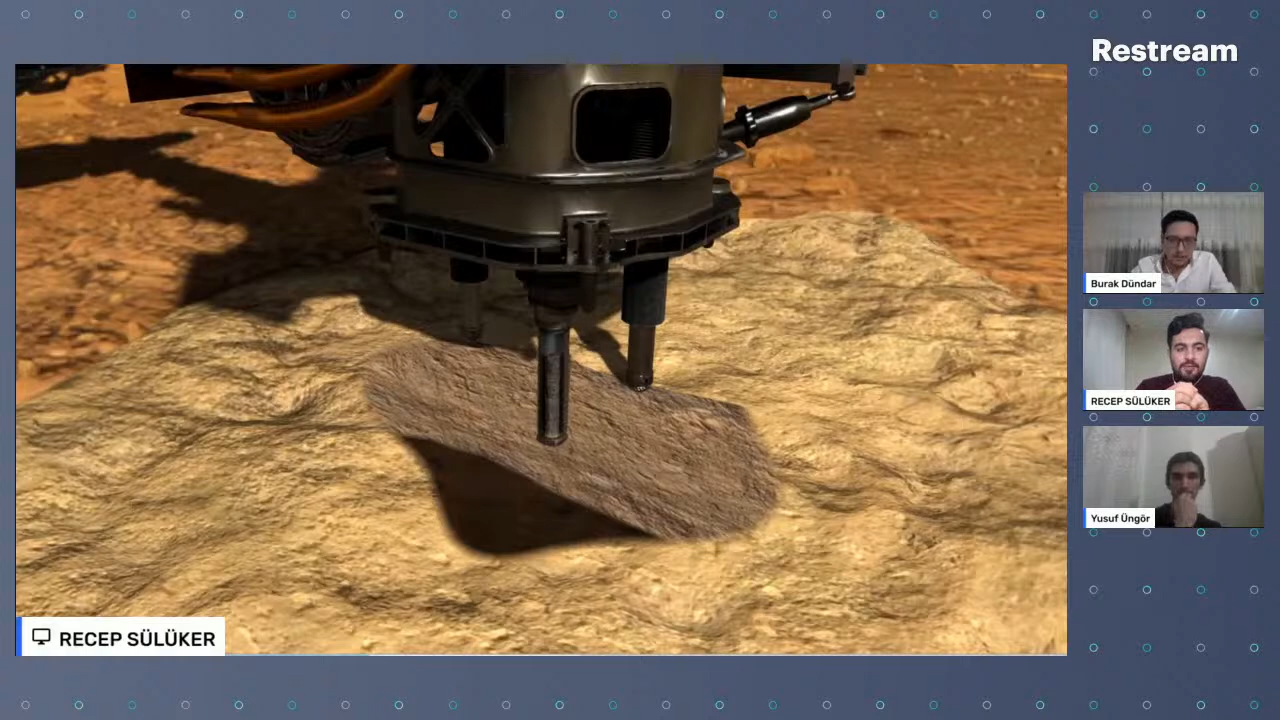 Restream
Burak Dündar
RECEP SÜLÜKER
Yusuf Üngör
RECEP SÜLÜKER